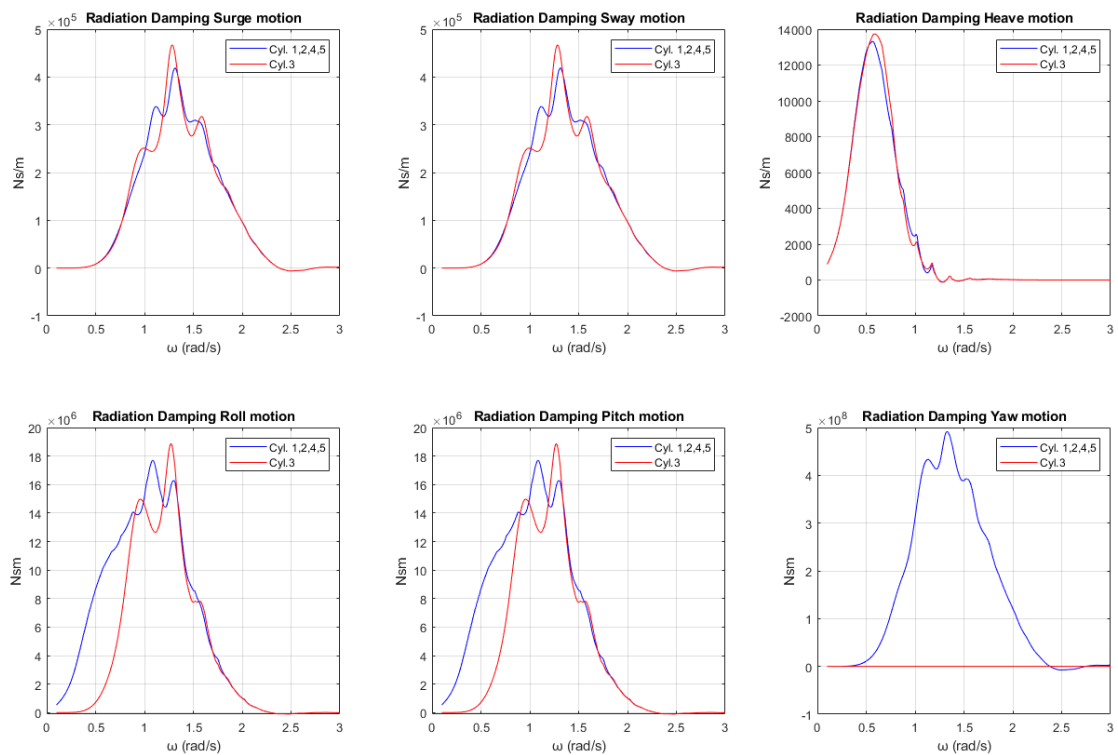 Radiation Damping Surge motion
×10⁵
5
4
3
2
1
0
-1
Ns/m
0 0.5 1 1.5 2 2.5 3
ω (rad/s)
Cyl. 1,2,4,5
Cyl.3
Radiation Damping Sway motion
×10⁵
5
4
3
2
1
0
-1
Ns/m
0 0.5 1 1.5 2 2.5 3
ω (rad/s)
Cyl. 1,2,4,5
Cyl.3
Radiation Damping Heave motion
14000
12000
10000
8000
6000
4000
2000
0
-2000
Ns/m
0 0.5 1 1.5 2 2.5 3
ω (rad/s)
Cyl. 1,2,4,5
Cyl.3
Radiation Damping Roll motion
×10⁶
20
18
16
14
12
10
8
6
4
2
0
Nsm
0 0.5 1 1.5 2 2.5 3
ω (rad/s)
Cyl. 1,2,4,5
Cyl.3
Radiation Damping Pitch motion
×10⁶
20
18
16
14
12
10
8
6
4
2
0
Nsm
0 0.5 1 1.5 2 2.5 3
ω (rad/s)
Cyl. 1,2,4,5
Cyl.3
Radiation Damping Yaw motion
×10⁸
5
4
3
2
1
0
-1
Nsm
0 0.5 1 1.5 2 2.5 3
ω (rad/s)
Cyl. 1,2,4,5
Cyl.3